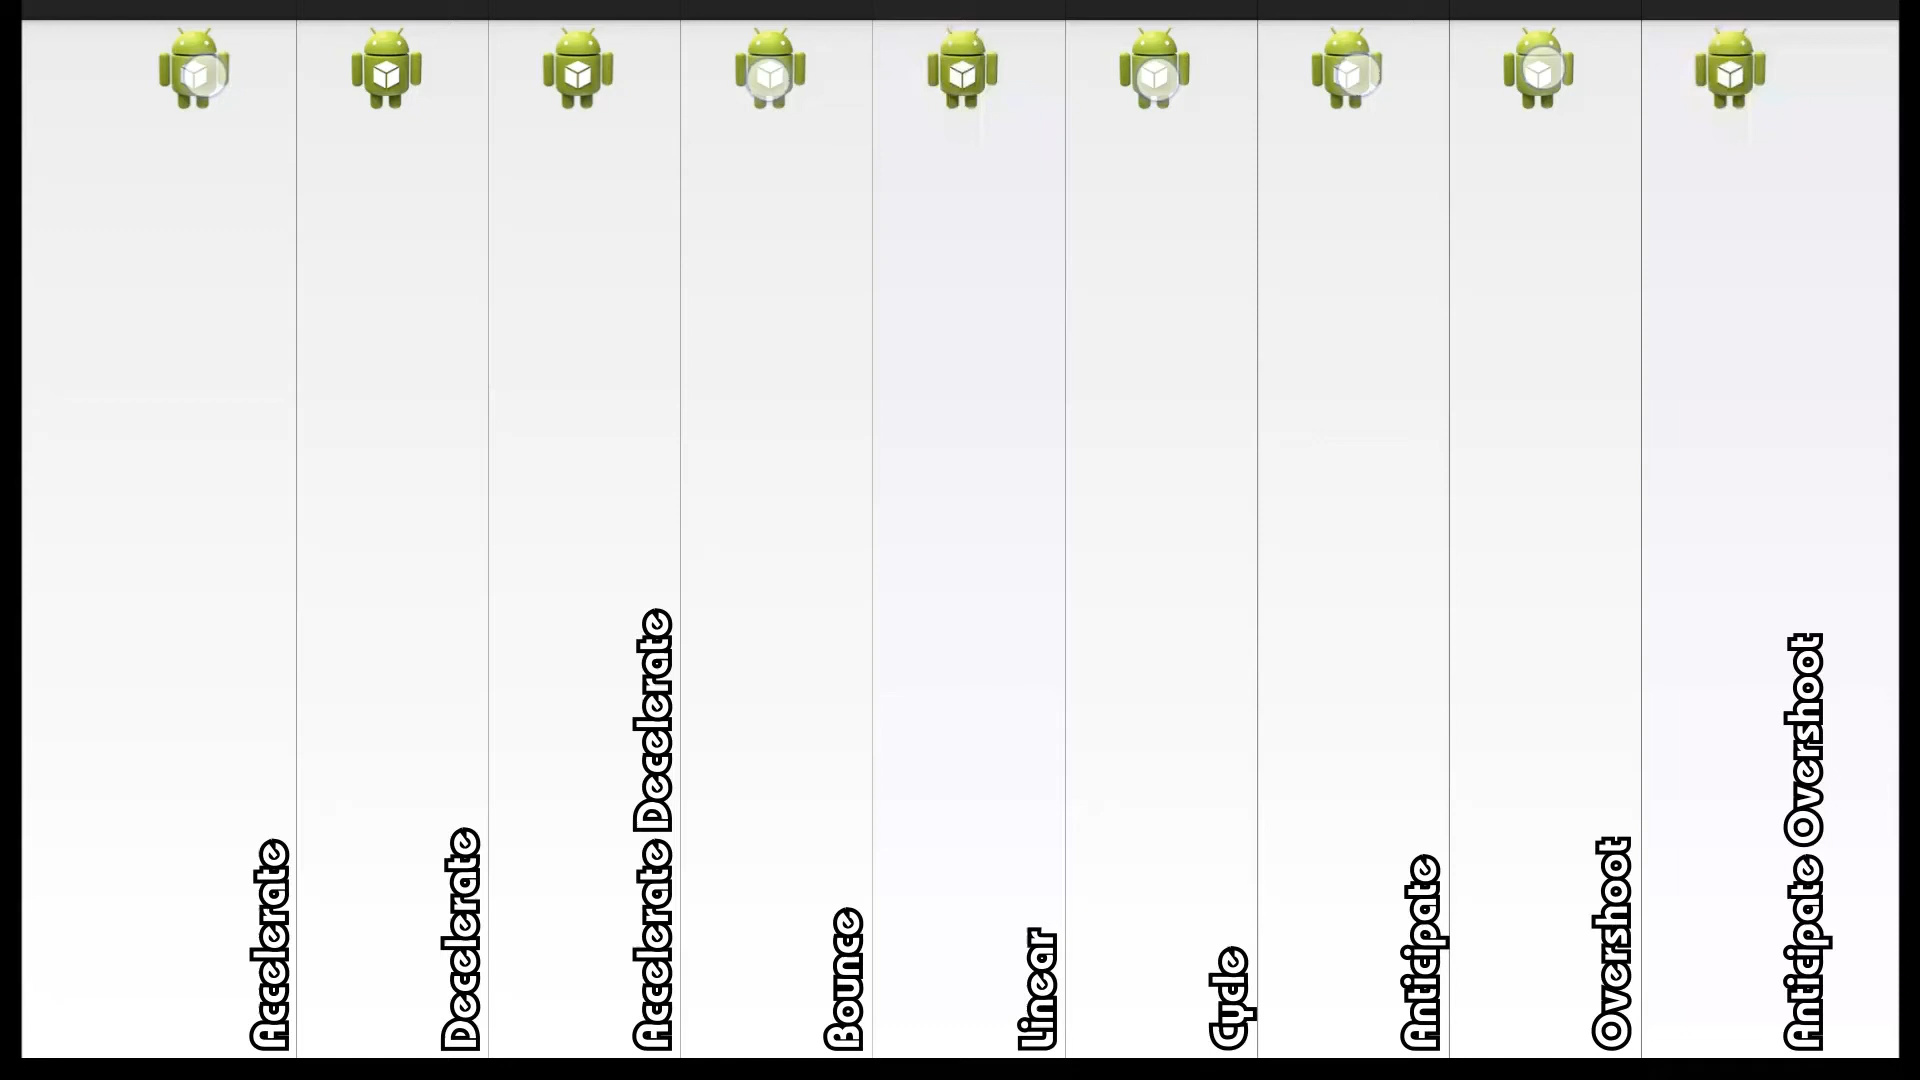 Accelerate
Decelerate
Accelerate Decelerate
Bounce
Linear
Cycle
Anticipate
Overshoot
Anticipate Overshoot